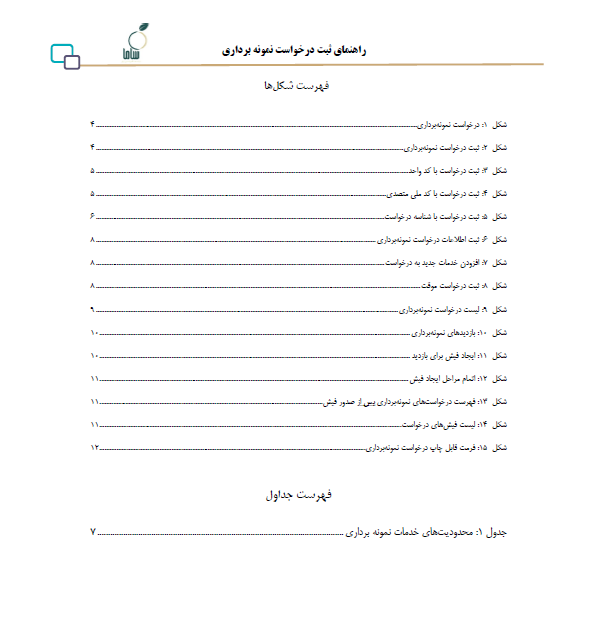 ساما
راهنمای ثبت درخواست نمونه برداری
فهرست شکل‌ها
شکل ۱: درخواست نمونه‌برداری ۴
شکل ۲: ثبت درخواست نمونه‌برداری ۴
شکل ۳: ثبت درخواست با کد واحد ۵
شکل ۴: ثبت درخواست با کد ملی متصدی ۵
شکل ۵: ثبت درخواست با شناسه درخواست ۶
شکل ۶: ثبت اطلاعات درخواست نمونه‌برداری ۸
شکل ۷: افزودن خدمات جدید به درخواست ۸
شکل ۸: ثبت درخواست موقت ۸
شکل ۹: لیست درخواست نمونه‌برداری ۹
شکل ۱۰: بازدیدهای نمونه‌برداری ۱۰
شکل ۱۱: ایجاد فیش برای بازدید ۱۰
شکل ۱۲: اتمام مراحل ایجاد فیش ۱۱
شکل ۱۳: فهرست درخواست‌های نمونه‌برداری پس از صدور فیش ۱۱
شکل ۱۴: لیست فیش‌های درخواست ۱۱
شکل ۱۵: فرمت قابل چاپ درخواست نمونه‌برداری ۱۲
فهرست جداول
جدول ۱: محدودیت‌های خدمات نمونه برداری ۷